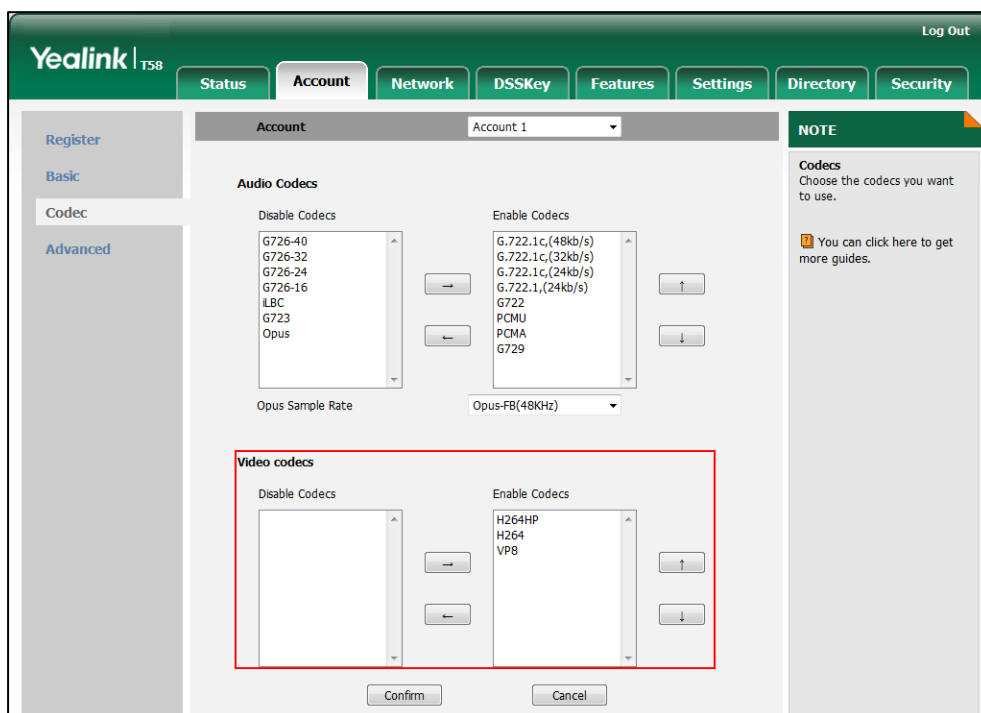 Log Out
Yealink T58
Status Account Network DSSKey Features Settings Directory Security
Register
Basic
Codec
Advanced
Account Account 1
Audio Codecs
Disable Codecs
G726-40
G726-32
G726-24
G726-16
iLBC
G723
Opus
→
←
Enable Codecs
G.722.1c,(48kb/s)
G.722.1c,(32kb/s)
G.722.1c,(24kb/s)
G.722.1,(24kb/s)
G722
PCMU
PCMA
G729
↑
↓
Opus Sample Rate Opus-FB(48KHz)
Video codecs
Disable Codecs
→
←
Enable Codecs
H264HP
H264
VP8
↑
↓
Confirm Cancel
NOTE
Codecs
Choose the codecs you want
to use.
You can click here to get
more guides.